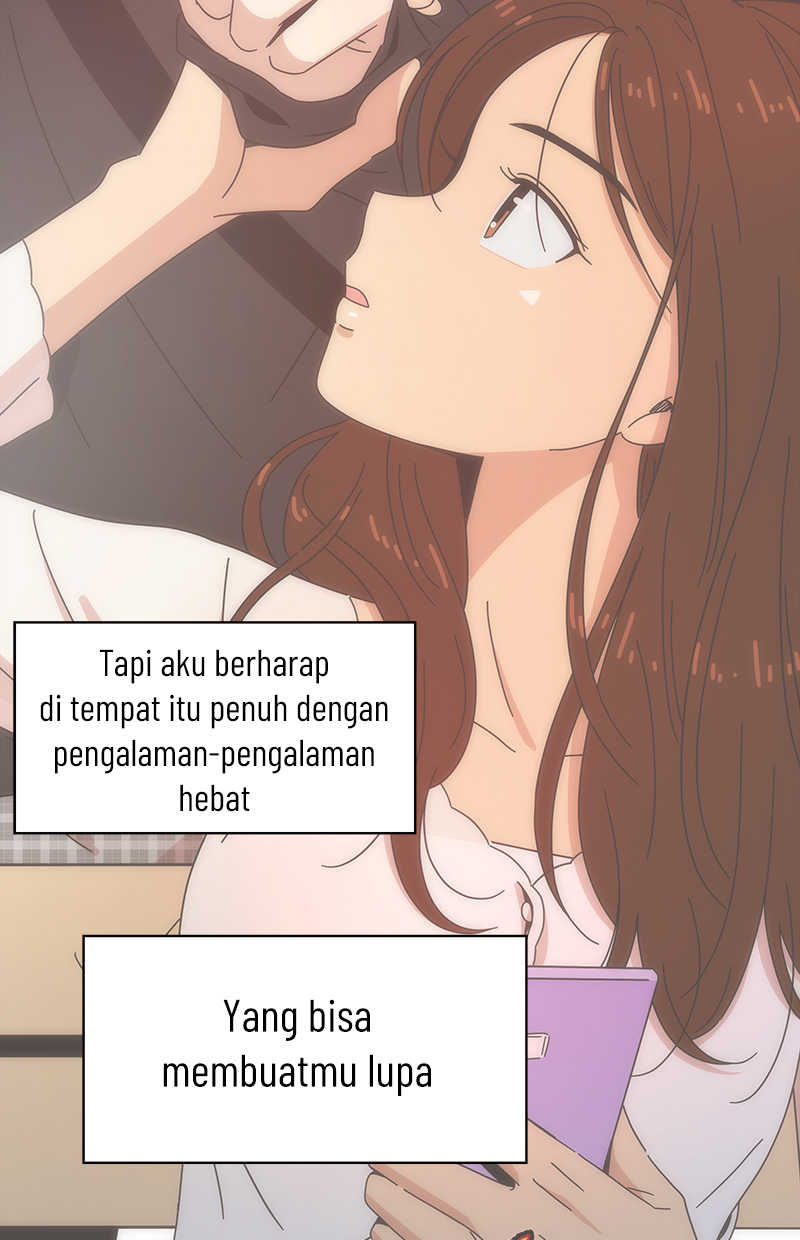 Tapi aku berharap
di tempat itu penuh dengan
pengalaman-pengalaman
hebat
Yang bisa
membuatmu lupa